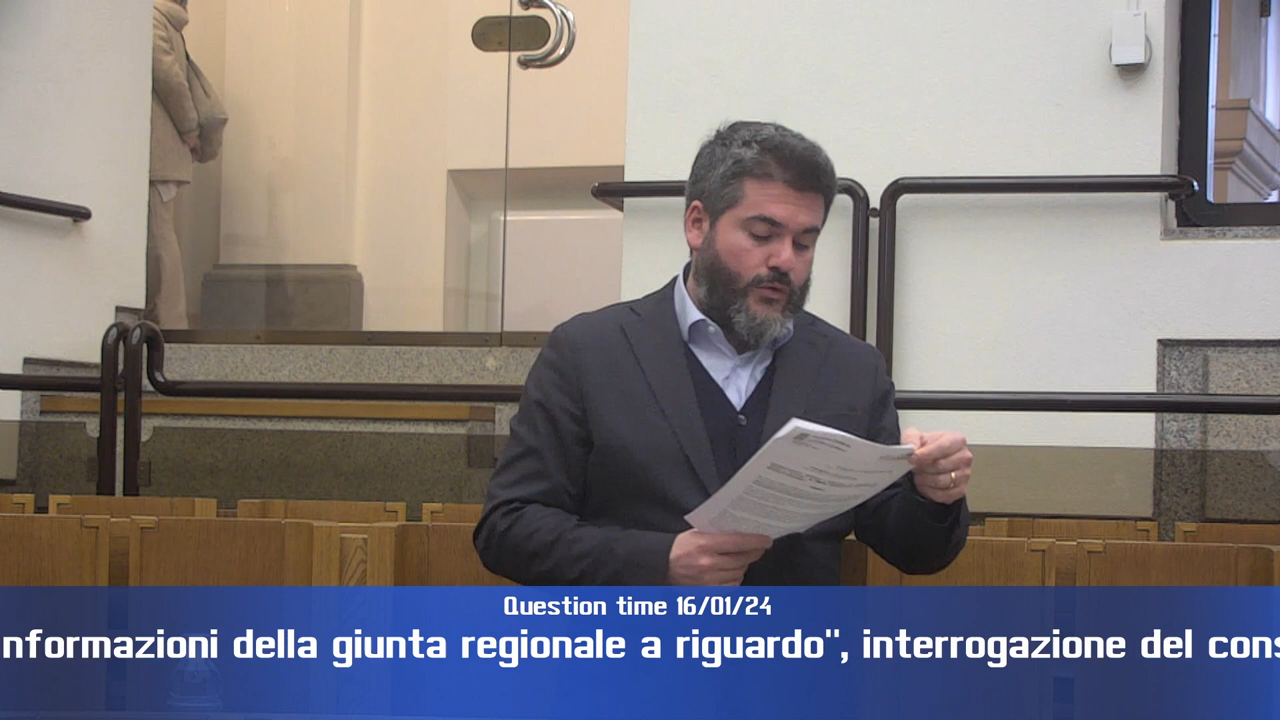 Question time 16/01/24
nformazioni della giunta regionale a riguardo", interrogazione del cons